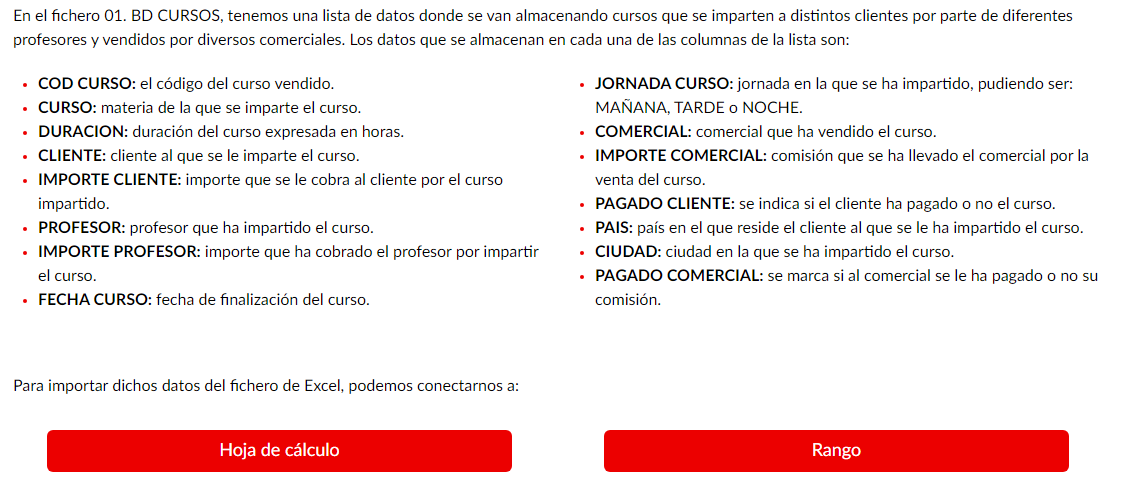 En el fichero 01. BD CURSOS, tenemos una lista de datos donde se van almacenando cursos que se imparten a distintos clientes por parte de diferentes
profesores y vendidos por diversos comerciales. Los datos que se almacenan en cada una de las columnas de la lista son:
• COD CURSO: el código del curso vendido.
• CURSO: materia de la que se imparte el curso.
• DURACION: duración del curso expresada en horas.
• CLIENTE: cliente al que se le imparte el curso.
• IMPORTE CLIENTE: importe que se le cobra al cliente por el curso
impartido.
• PROFESOR: profesor que ha impartido el curso.
• IMPORTE PROFESOR: importe que ha cobrado el profesor por impartir
el curso.
• FECHA CURSO: fecha de finalización del curso.
• JORNADA CURSO: jornada en la que se ha impartido, pudiendo ser:
MAÑANA, TARDE o NOCHE.
• COMERCIAL: comercial que ha vendido el curso.
• IMPORTE COMERCIAL: comisión que se ha llevado el comercial por la
venta del curso.
• PAGADO CLIENTE: se indica si el cliente ha pagado o no el curso.
• PAIS: país en el que reside el cliente al que se le ha impartido el curso.
• CIUDAD: ciudad en la que se ha impartido el curso.
• PAGADO COMERCIAL: se marca si al comercial se le ha pagado o no su
comisión.
Para importar dichos datos del fichero de Excel, podemos conectarnos a:
Hoja de cálculo
Rango